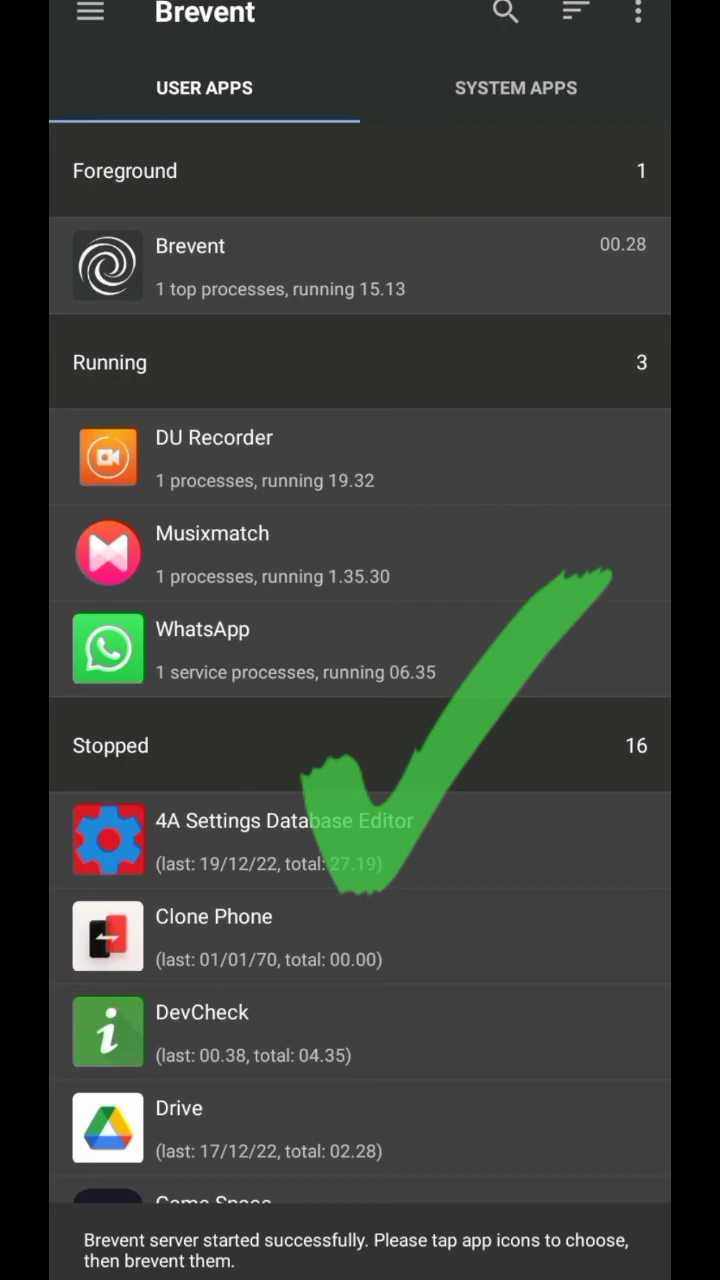 Brevent
USER APPS
SYSTEM APPS
Foreground
1
Brevent
00.28
1 top processes, running 15.13
Running
3
DU Recorder
1 processes, running 19.32
Musixmatch
1 processes, running 1.35.30
WhatsApp
1 service processes, running 06.35
Stopped
16
4A Settings Database Editor
(last: 19/12/22, total: 27.19)
Clone Phone
(last: 01/01/70, total: 00.00)
DevCheck
(last: 00.38, total: 04.35)
Drive
(last: 17/12/22, total: 02.28)
Game Space
Brevent server started successfully. Please tap app icons to choose,
then brevent them.